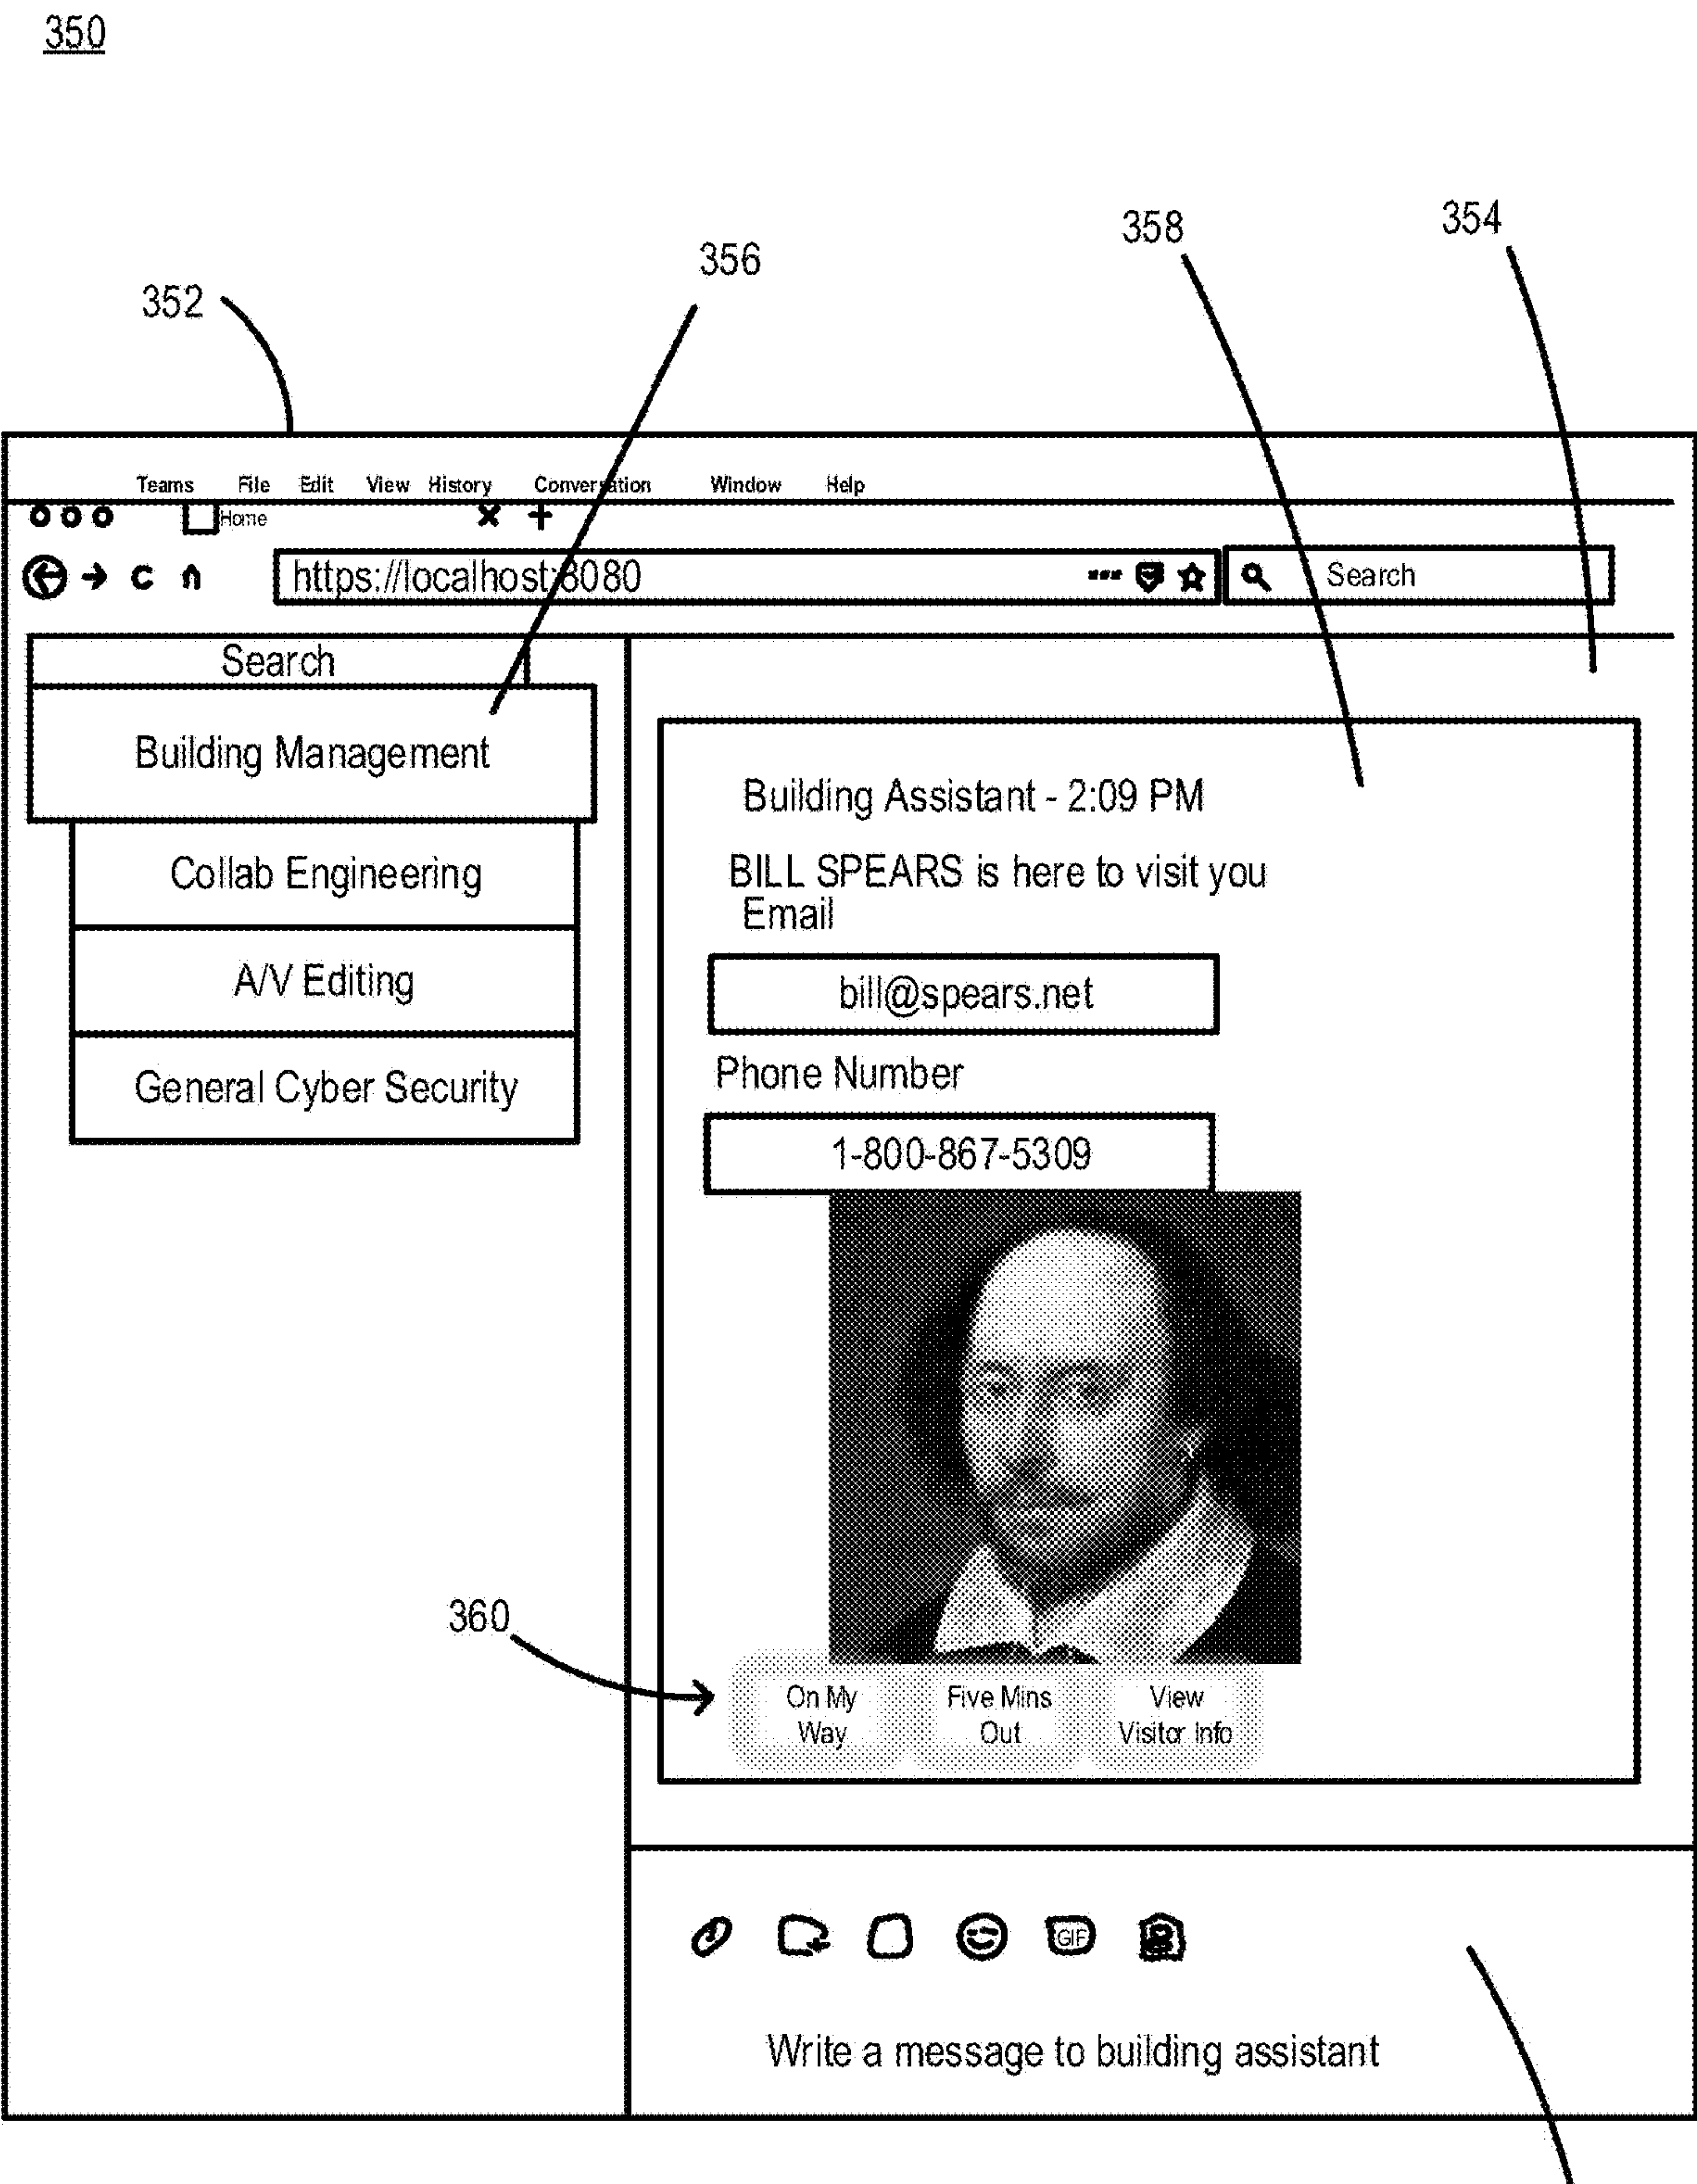 350
358
354
356
352
Teams File Edit View History Conversation Window Help
Home
https://localhost:8080
Search
Search
Building Management
Collab Engineering
A/V Editing
General Cyber Security
Building Assistant - 2:09 PM
BILL SPEARS is here to visit you
Email
bill@spears.net
Phone Number
1-800-867-5309
360
On My
Way
Five Mins
Out
View
Visitor Info
GIF
Write a message to building assistant